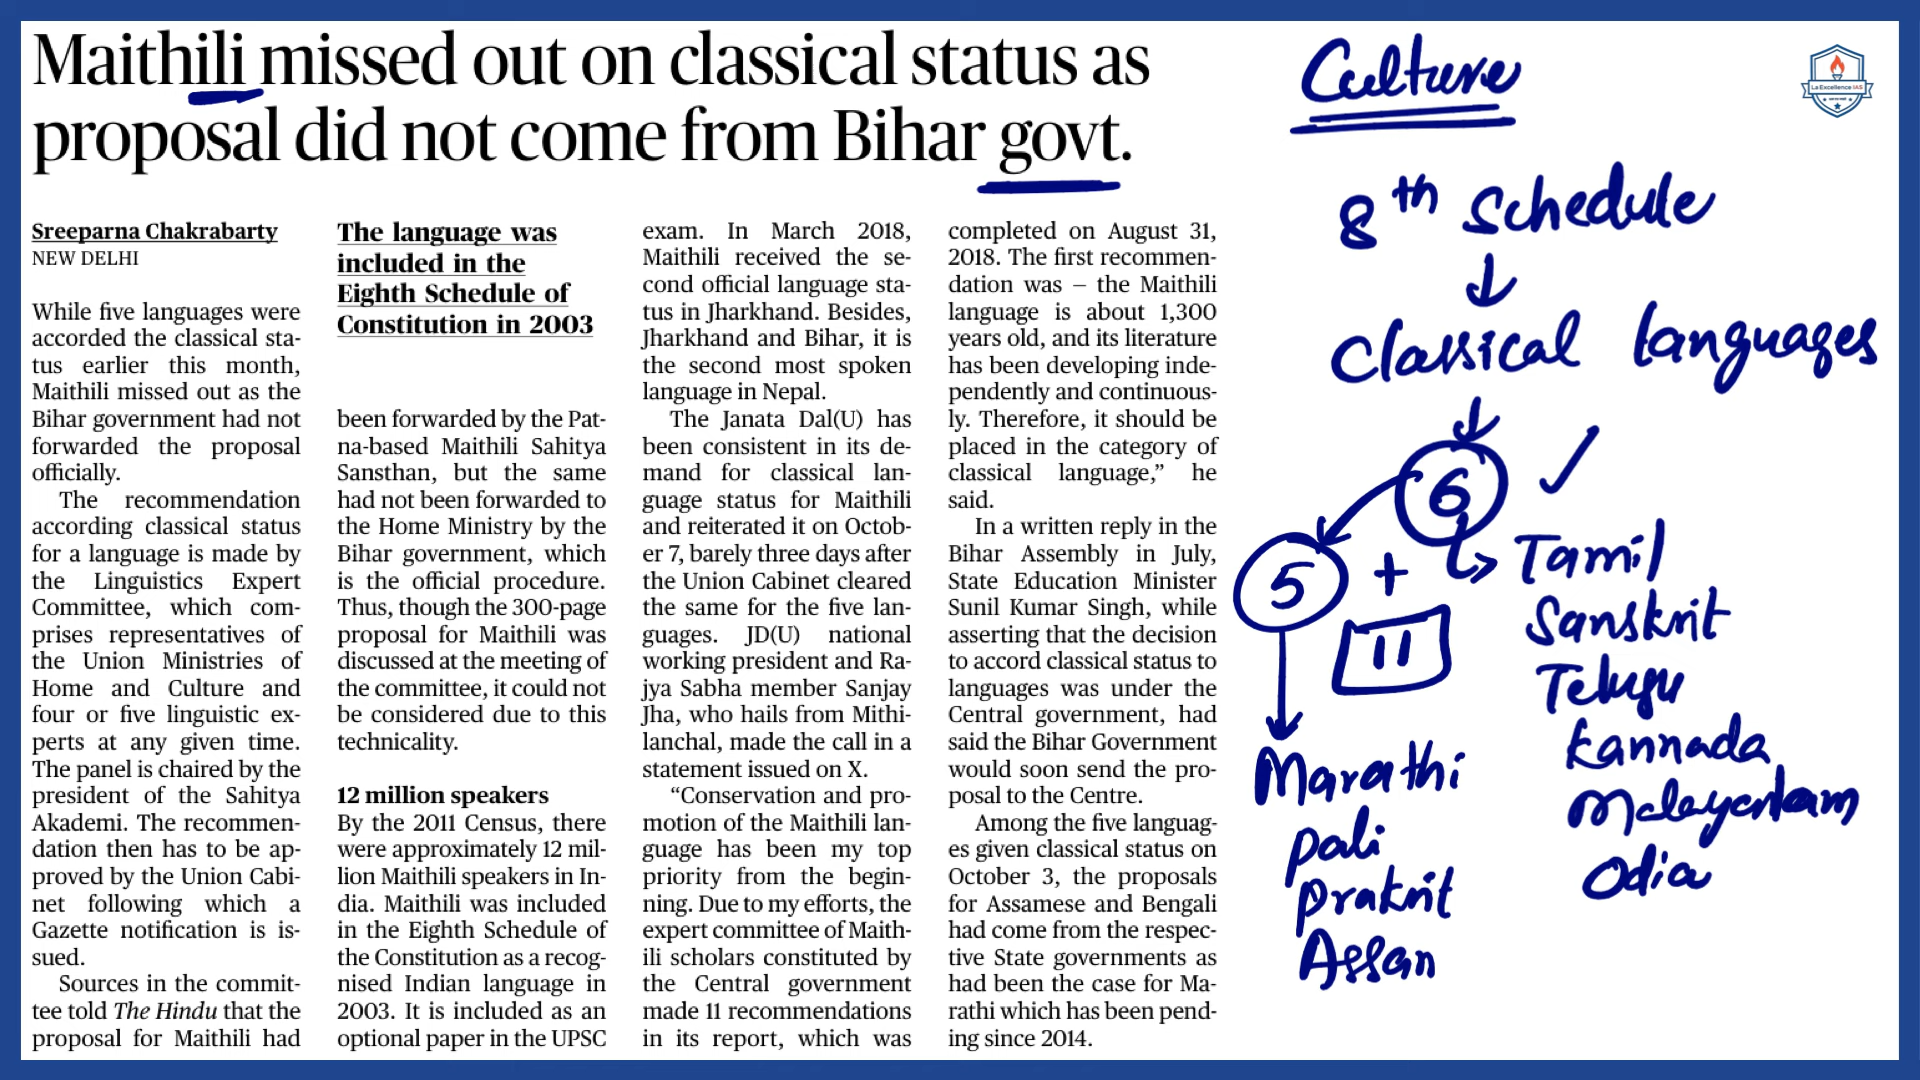 Maithili missed out on classical status as
proposal did not come from Bihar govt.
Sreeparna Chakrabarty
NEW DELHI
While five languages were
accorded the classical sta-
tus earlier this month,
Maithili missed out as the
Bihar government had not
forwarded the proposal
officially.
The recommendation
according classical status
for a language is made by
the Linguistics Expert
Committee, which com-
prises representatives of
the Union Ministries of
Home and Culture and
four or five linguistic ex-
perts at any given time.
The panel is chaired by the
president of the Sahitya
Akademi. The recommen-
dation then has to be ap-
proved by the Union Cabi-
net following which a
Gazette notification is is-
sued.
Sources in the commit-
tee told The Hindu that the
proposal for Maithili had
The language was
included in the
Eighth Schedule of
Constitution in 2003
been forwarded by the Pat-
na-based Maithili Sahitya
Sansthan, but the same
had not been forwarded to
the Home Ministry by the
Bihar government, which
is the official procedure.
Thus, though the 300-page
proposal for Maithili was
discussed at the meeting of
the committee, it could not
be considered due to this
technicality.
12 million speakers
By the 2011 Census, there
were approximately 12 mil-
lion Maithili speakers in In-
dia. Maithili was included
in the Eighth Schedule of
the Constitution as a recog-
nised Indian language in
2003. It is included as an
optional paper in the UPSC
exam. In March 2018,
Maithili received the se-
cond official language sta-
tus in Jharkhand. Besides,
Jharkhand and Bihar, it is
the second most spoken
language in Nepal.
The Janata Dal(U) has
been consistent in its de-
mand for classical lan-
guage status for Maithili
and reiterated it on Octob-
er 7, barely three days after
the Union Cabinet cleared
the same for the five lan-
guages. JD(U) national
working president and Ra-
jya Sabha member Sanjay
Jha, who hails from Mithi-
lanchal, made the call in a
statement issued on X.
“Conservation and pro-
motion of the Maithili lan-
guage has been my top
priority from the begin-
ning. Due to my efforts, the
expert committee of Maith-
ili scholars constituted by
the Central government
made 11 recommendations
in its report, which was
completed on August 31,
2018. The first recommen-
dation was – the Maithili
language is about 1,300
years old, and its literature
has been developing inde-
pendently and continuous-
ly. Therefore, it should be
placed in the category of
classical language,” he
said.
In a written reply in the
Bihar Assembly in July,
State Education Minister
Sunil Kumar Singh, while
asserting that the decision
to accord classical status to
languages was under the
Central government, had
said the Bihar Government
would soon send the pro-
posal to the Centre.
Among the five languag-
es given classical status on
October 3, the proposals
for Assamese and Bengali
had come from the respec-
tive State governments as
had been the case for Ma-
rathi which has been pend-
ing since 2014.
Culture
8th Schedule
Classical languages
6
5 + 11
Tamil
Sanskrit
Telugu
Kannada
Malayalam
Odia
Marathi
Pali
Prakrit
Assan
La Excellence IAS